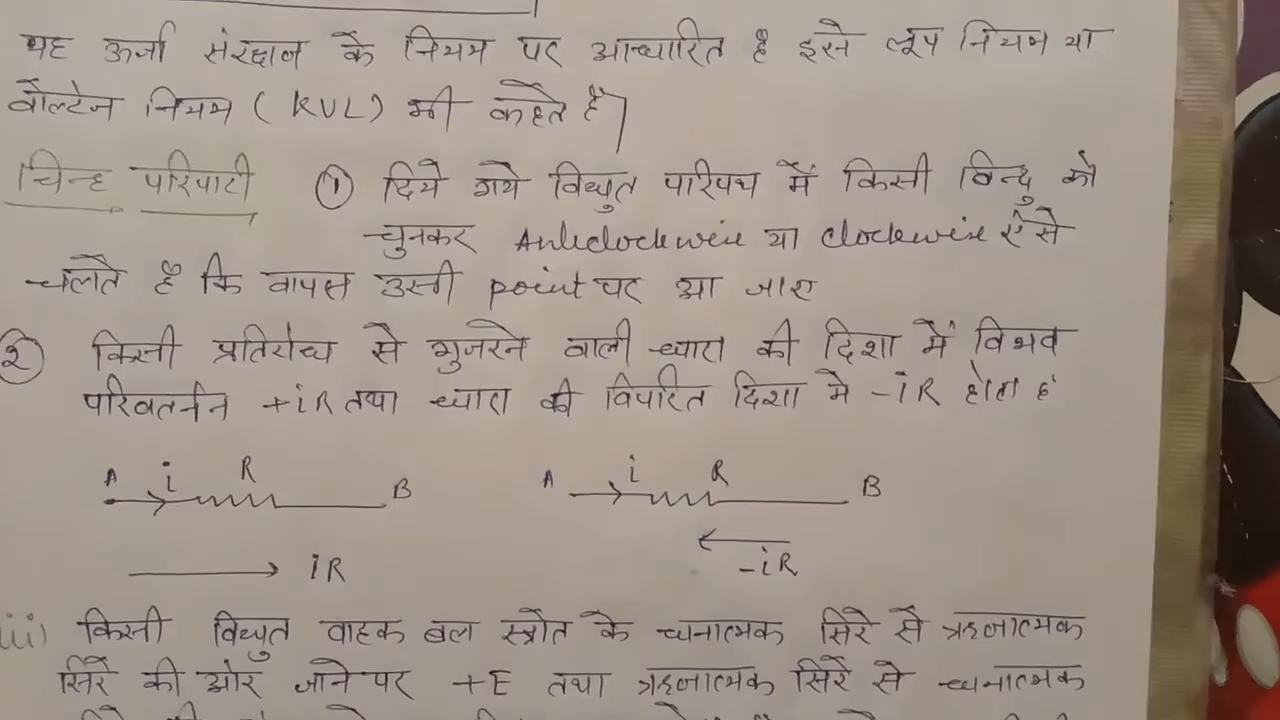 यह ऊर्जा संरक्षण के नियम पर आधारित है इसे लूप नियम या
वोल्टेज नियम ( KVL ) भी कहते हैं |
चिन्ह परिपाटी ① दिये गये विद्युत परिपथ में किसी बिन्दु को
चुनकर Anticlockwise या clockwise ऐसे
चलते है कि वापस उसी point पर आ जाए
② किसी प्रतिरोध से गुजरने वाली धारा की दिशा में विभव
परिवतर्नन +iR तथा धारा की विपरित दिशा मे -iR होता है
A i R B A i R B
iR -iR
iii) किसी विद्युत वाहक बल स्त्रोत के धनात्मक सिरे से ऋणात्मक
सिरे की ओर जाने पर +E तथा ऋणात्मक सिरे से धनात्मक